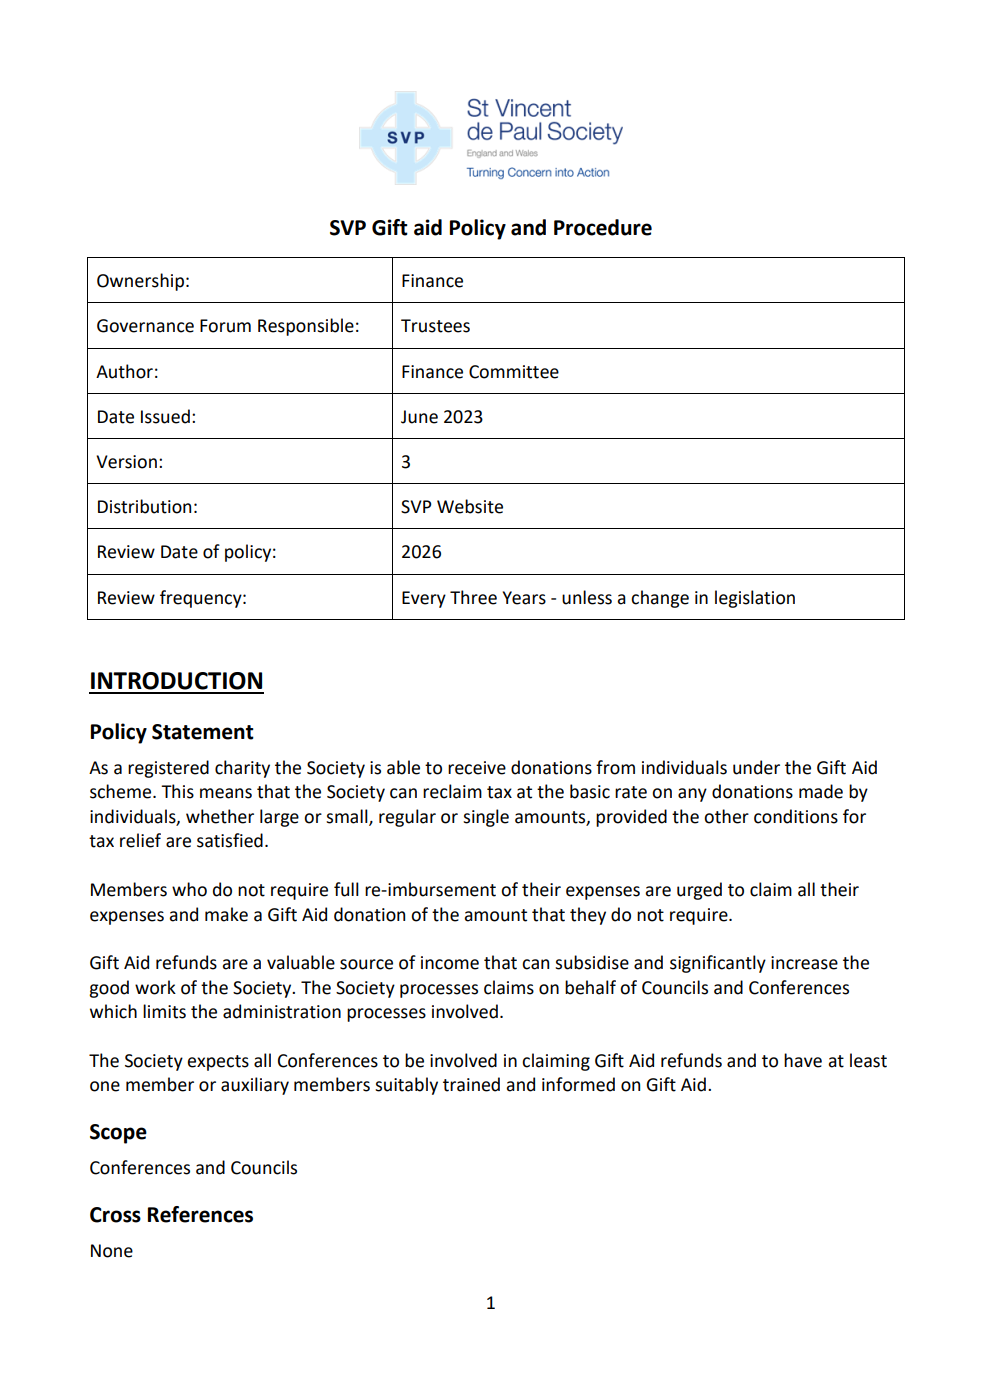 SVP
St Vincent
de Paul Society
England and Wales
Turning Concern into Action
SVP Gift aid Policy and Procedure
Ownership: Finance
Governance Forum Responsible: Trustees
Author: Finance Committee
Date Issued: June 2023
Version: 3
Distribution: SVP Website
Review Date of policy: 2026
Review frequency: Every Three Years - unless a change in legislation
INTRODUCTION
Policy Statement
As a registered charity the Society is able to receive donations from individuals under the Gift Aid
scheme. This means that the Society can reclaim tax at the basic rate on any donations made by
individuals, whether large or small, regular or single amounts, provided the other conditions for
tax relief are satisfied.
Members who do not require full re-imbursement of their expenses are urged to claim all their
expenses and make a Gift Aid donation of the amount that they do not require.
Gift Aid refunds are a valuable source of income that can subsidise and significantly increase the
good work of the Society. The Society processes claims on behalf of Councils and Conferences
which limits the administration processes involved.
The Society expects all Conferences to be involved in claiming Gift Aid refunds and to have at least
one member or auxiliary members suitably trained and informed on Gift Aid.
Scope
Conferences and Councils
Cross References
None
1